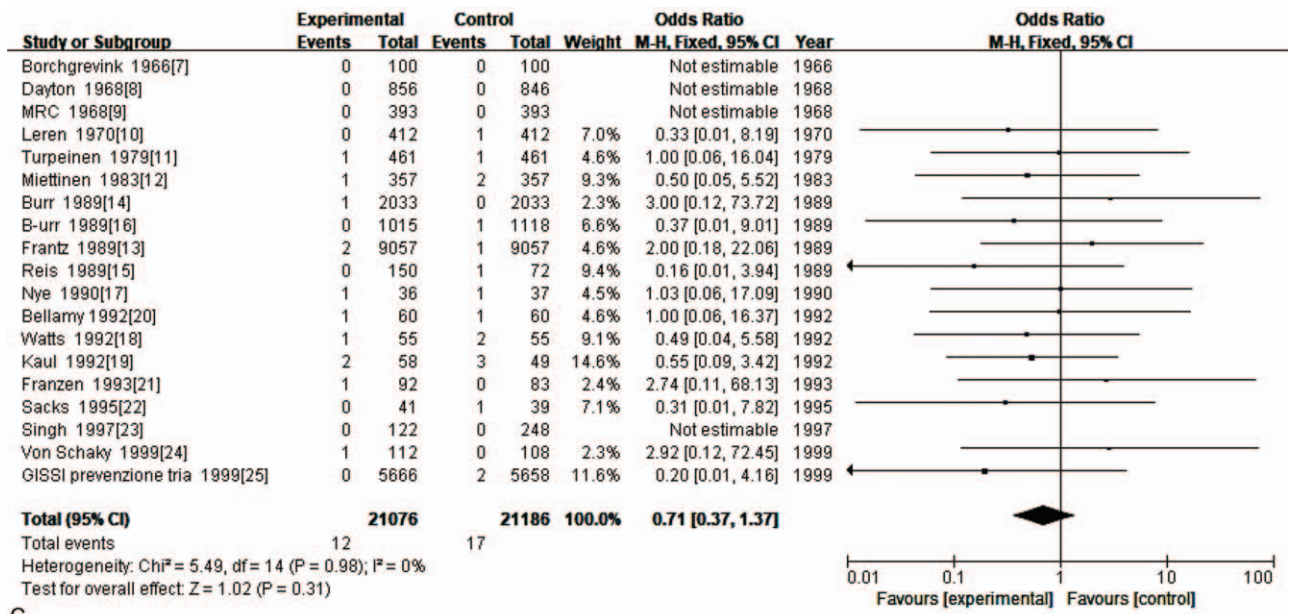 Experimental Control Odds Ratio Odds Ratio
Study or Subgroup Events Total Events Total Weight M-H, Fixed, 95% CI Year M-H, Fixed, 95% CI
Borchgrevink 1966[7] 0 100 0 100 Not estimable 1966
Dayton 1968[8] 0 856 0 846 Not estimable 1968
MRC 1968[9] 0 393 0 393 Not estimable 1968
Leren 1970[10] 0 412 1 412 7.0% 0.33 [0.01, 8.19] 1970
Turpeinen 1979[11] 1 461 1 461 4.6% 1.00 [0.06, 16.04] 1979
Miettinen 1983[12] 1 357 2 357 9.3% 0.50 [0.05, 5.52] 1983
Burr 1989[14] 1 2033 0 2033 2.3% 3.00 [0.12, 73.72] 1989
B-urr 1989[16] 0 1015 1 1118 6.6% 0.37 [0.01, 9.01] 1989
Frantz 1989[13] 2 9057 1 9057 4.6% 2.00 [0.18, 22.06] 1989
Reis 1989[15] 0 150 1 72 9.4% 0.16 [0.01, 3.94] 1989
Nye 1990[17] 1 36 1 37 4.5% 1.03 [0.06, 17.09] 1990
Bellamy 1992[20] 1 60 1 60 4.6% 1.00 [0.06, 16.37] 1992
Watts 1992[18] 1 55 2 55 9.1% 0.49 [0.04, 5.58] 1992
Kaul 1992[19] 2 58 3 49 14.6% 0.55 [0.09, 3.42] 1992
Franzen 1993[21] 1 92 0 83 2.4% 2.74 [0.11, 68.13] 1993
Sacks 1995[22] 0 41 1 39 7.1% 0.31 [0.01, 7.82] 1995
Singh 1997[23] 0 122 0 248 Not estimable 1997
Von Schaky 1999[24] 1 112 0 108 2.3% 2.92 [0.12, 72.45] 1999
GISSI prevenzione tria 1999[25] 0 5666 2 5658 11.6% 0.20 [0.01, 4.16] 1999
Total (95% CI) 21076 21186 100.0% 0.71 [0.37, 1.37]
Total events 12 17
Heterogeneity: Chi² = 5.49, df = 14 (P = 0.98); I² = 0%
Test for overall effect: Z = 1.02 (P = 0.31)
0.01 0.1 1 10 100
Favours [experimental] Favours [control]